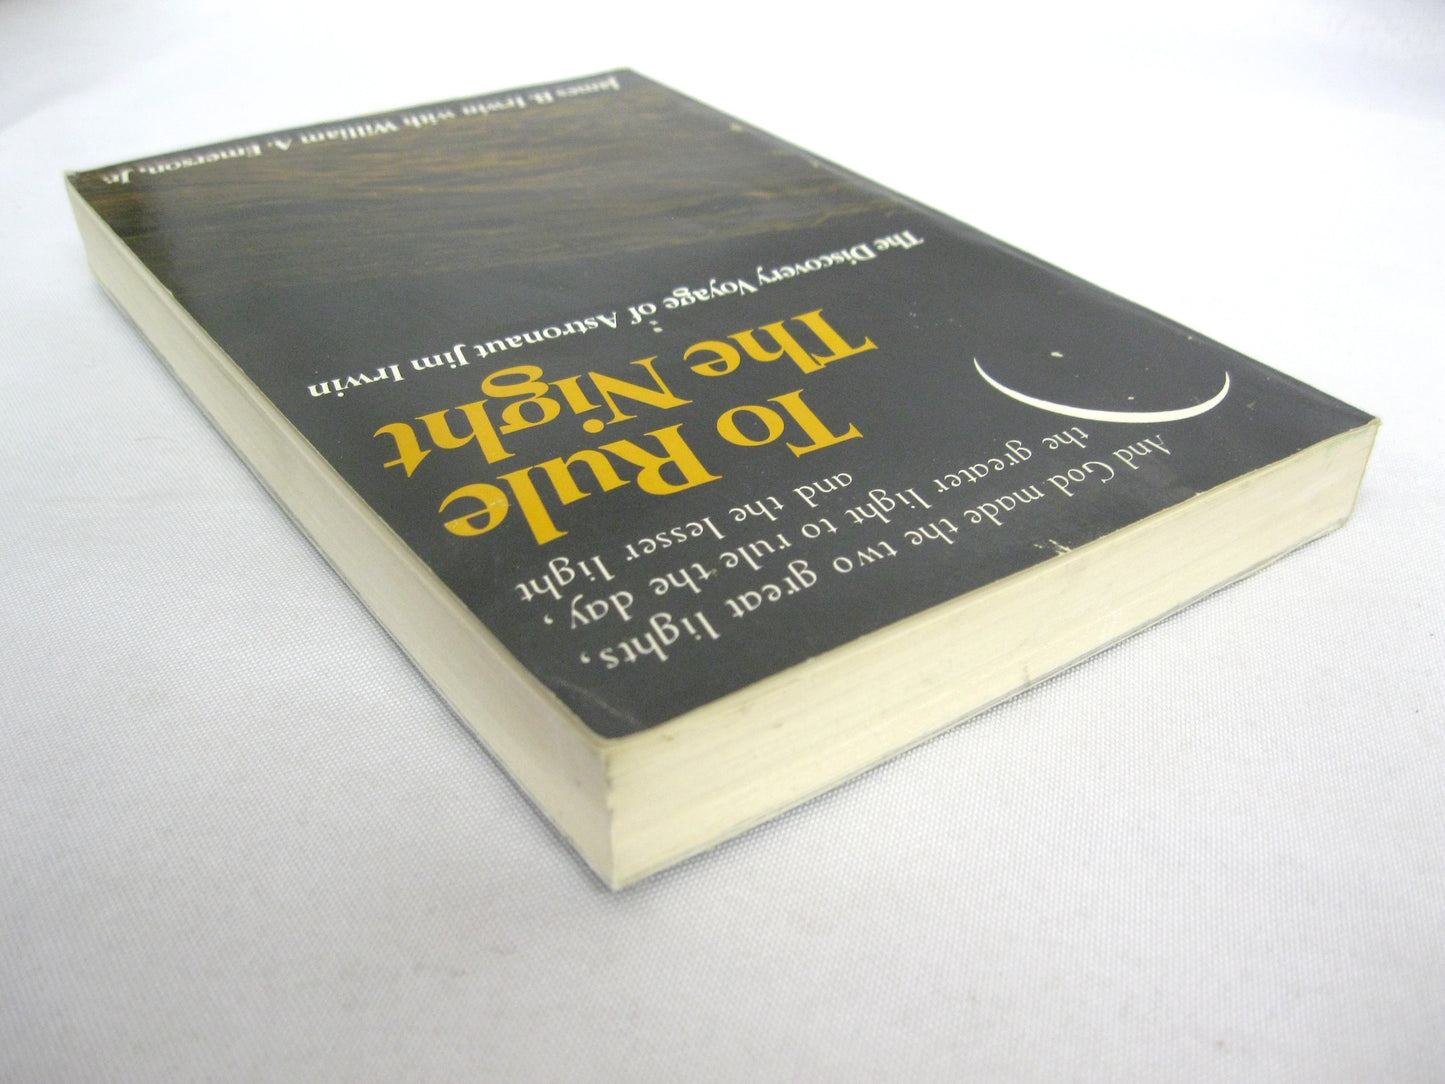 And God made the two great lights,
the greater light to rule the day,
and the lesser light
To Rule
The Night
The Discovery Voyage of Astronaut Jim Irwin
James B. Irwin with William A. Emerson, Jr.